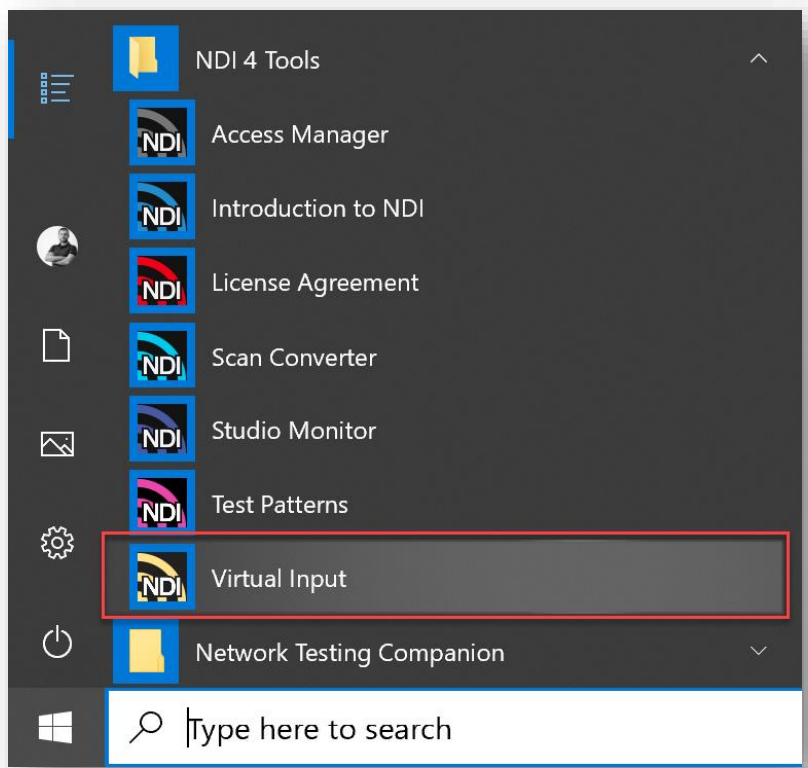 NDI 4 Tools
NDI Access Manager
NDI Introduction to NDI
NDI License Agreement
NDI Scan Converter
NDI Studio Monitor
NDI Test Patterns
NDI Virtual Input
Network Testing Companion
Type here to search